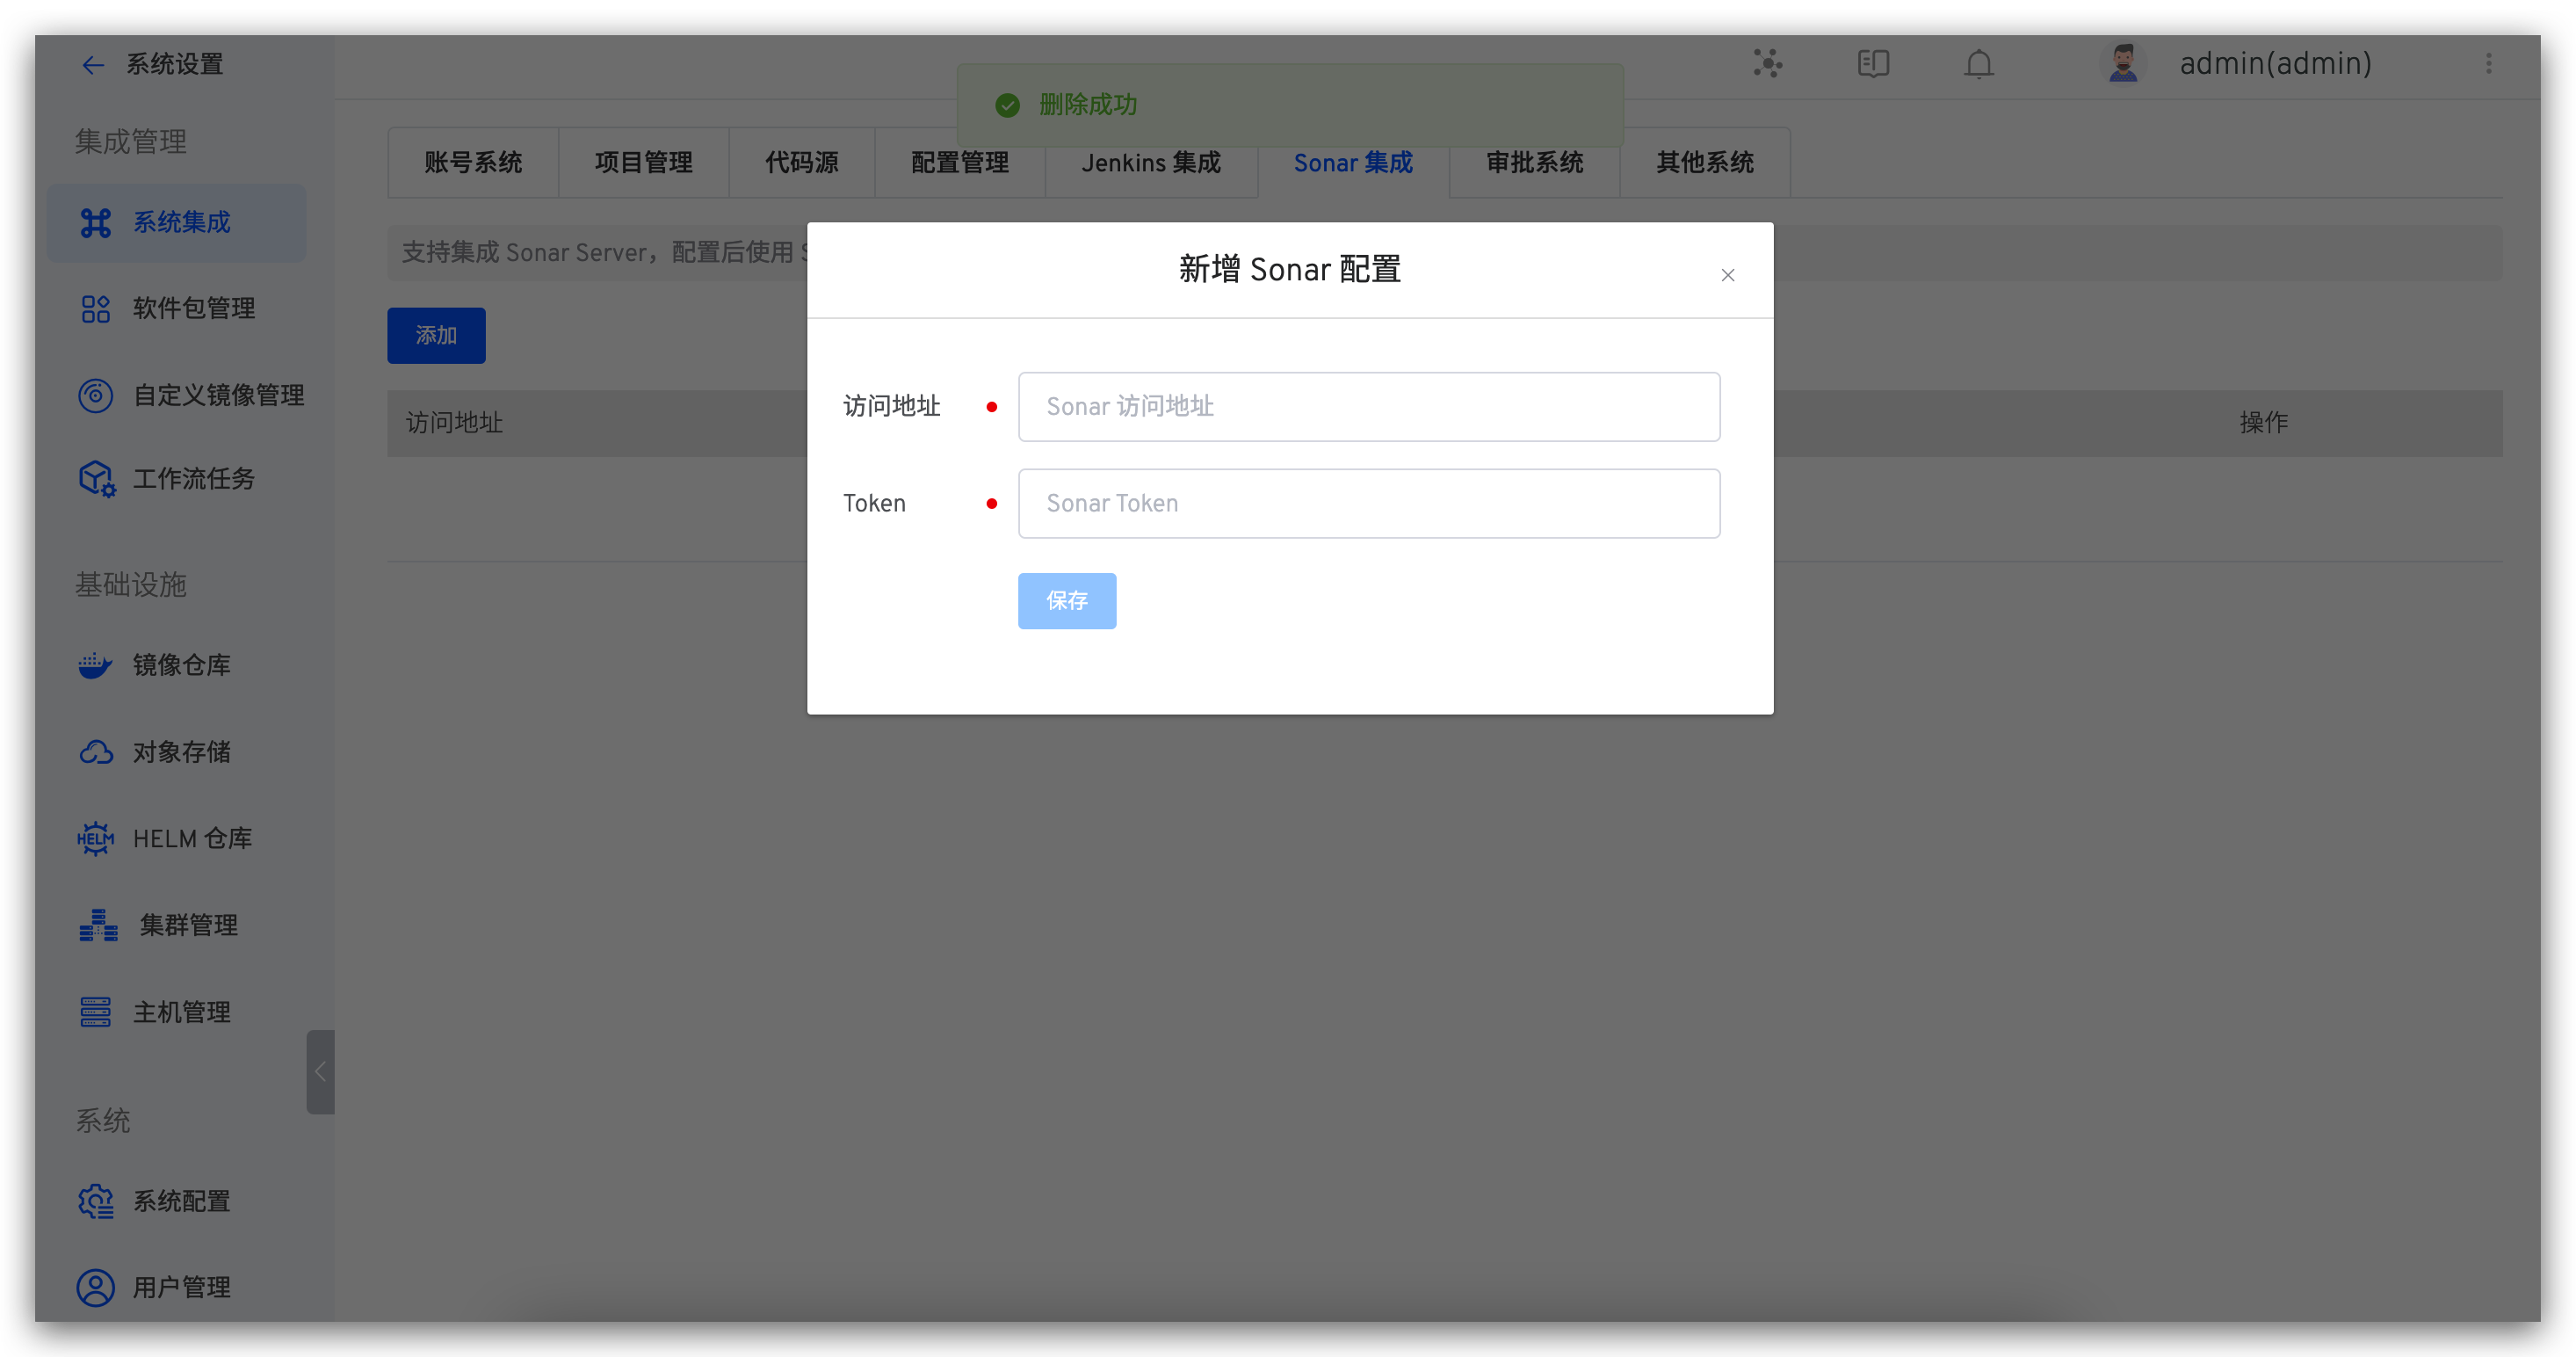 系统设置
admin(admin)
删除成功
集成管理
系统集成
软件包管理
自定义镜像管理
工作流任务
基础设施
镜像仓库
对象存储
HELM
HELM 仓库
集群管理
主机管理
系统
系统配置
用户管理
账号系统
项目管理
代码源
配置管理
Jenkins 集成
Sonar 集成
审批系统
其他系统
支持集成 Sonar Server，配置后使用
添加
访问地址
操作
新增 Sonar 配置
访问地址
Sonar 访问地址
Token
Sonar Token
保存